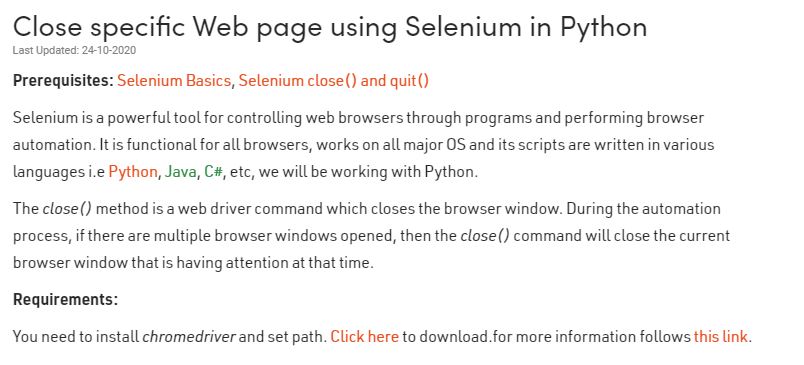 Close specific Web page using Selenium in Python
Last Updated: 24-10-2020
Prerequisites: Selenium Basics, Selenium close() and quit()
Selenium is a powerful tool for controlling web browsers through programs and performing browser
automation. It is functional for all browsers, works on all major OS and its scripts are written in various
languages i.e Python, Java, C#, etc, we will be working with Python.
The close() method is a web driver command which closes the browser window. During the automation
process, if there are multiple browser windows opened, then the close() command will close the current
browser window that is having attention at that time.
Requirements:
You need to install chromedriver and set path. Click here to download.for more information follows this link.